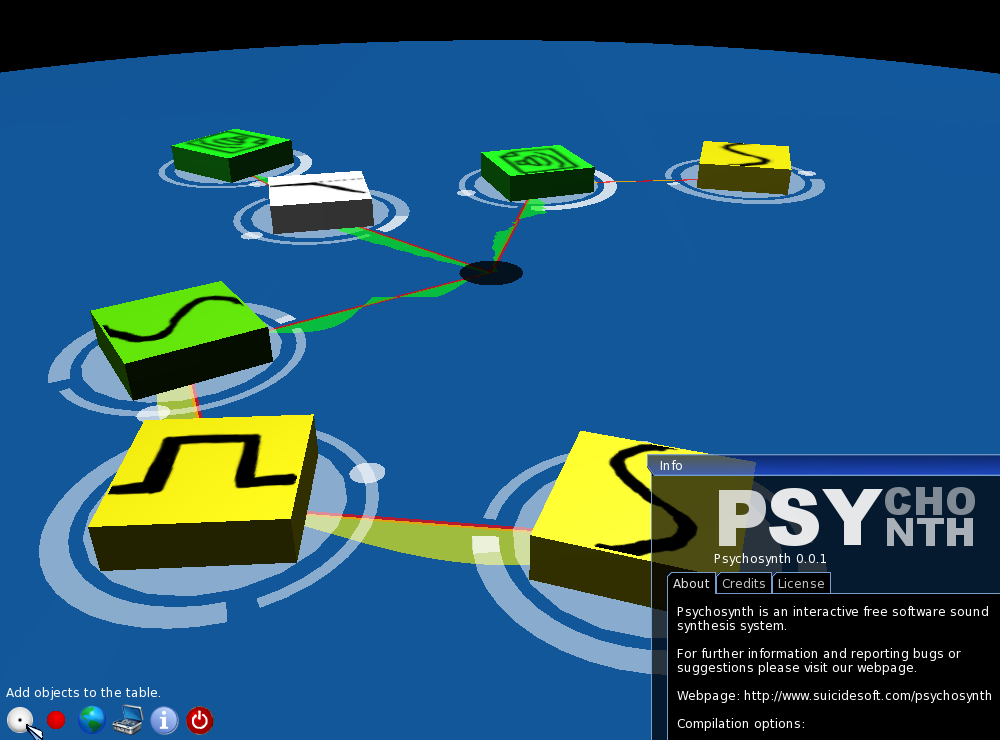 Info
PSYCHO
NTH
Psychosynth 0.0.1
About Credits License
Psychosynth is an interactive free software sound
synthesis system.
For further information and reporting bugs or
suggestions please visit our webpage.
Webpage: http://www.suicidesoft.com/psychosynth
Compilation options:
Add objects to the table.